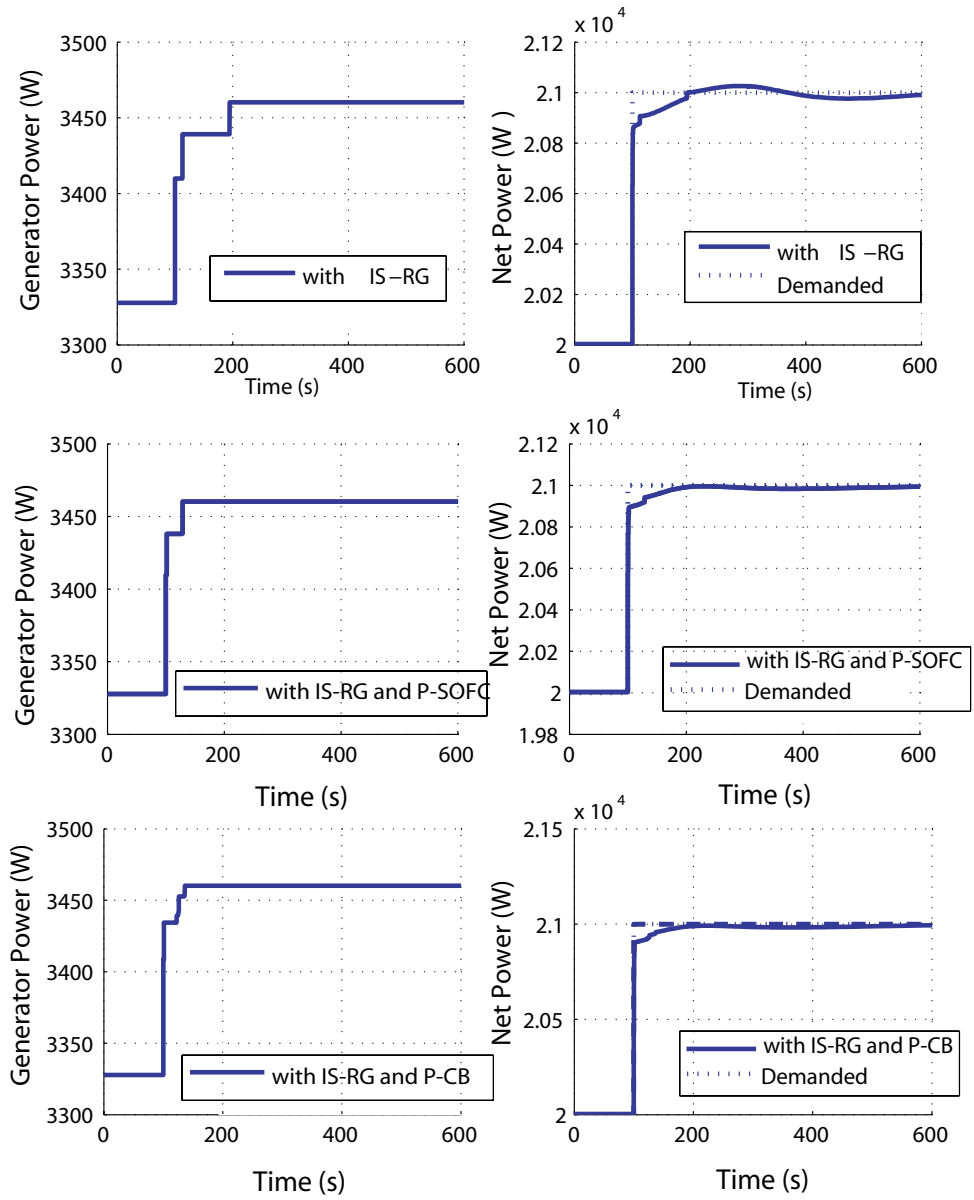 3500
3450
3400
3350
3300
Generator Power (W)
0
200
400
600
Time (s)
with IS–RG
x 10 4
2.12
2.1
2.08
2.06
2.04
2.02
2
Net Power (W )
0
200
400
600
Time (s)
with IS –RG
Demanded
3500
3450
3400
3350
3300
Generator Power (W)
0
200
400
600
Time (s)
with IS-RG and P-SOFC
x 10 4
2.12
2.1
2.08
2.06
2.04
2.02
2
1.98
Net Power (W)
0
200
400
600
Time (s)
with IS-RG and P-SOFC
Demanded
3500
3450
3400
3350
3300
Generator Power (W)
0
200
400
600
Time (s)
with IS-RG and P-CB
x 10 4
2.15
2.1
2.05
2
Net Power (W)
0
200
400
600
Time (s)
with IS-RG and P-CB
Demanded